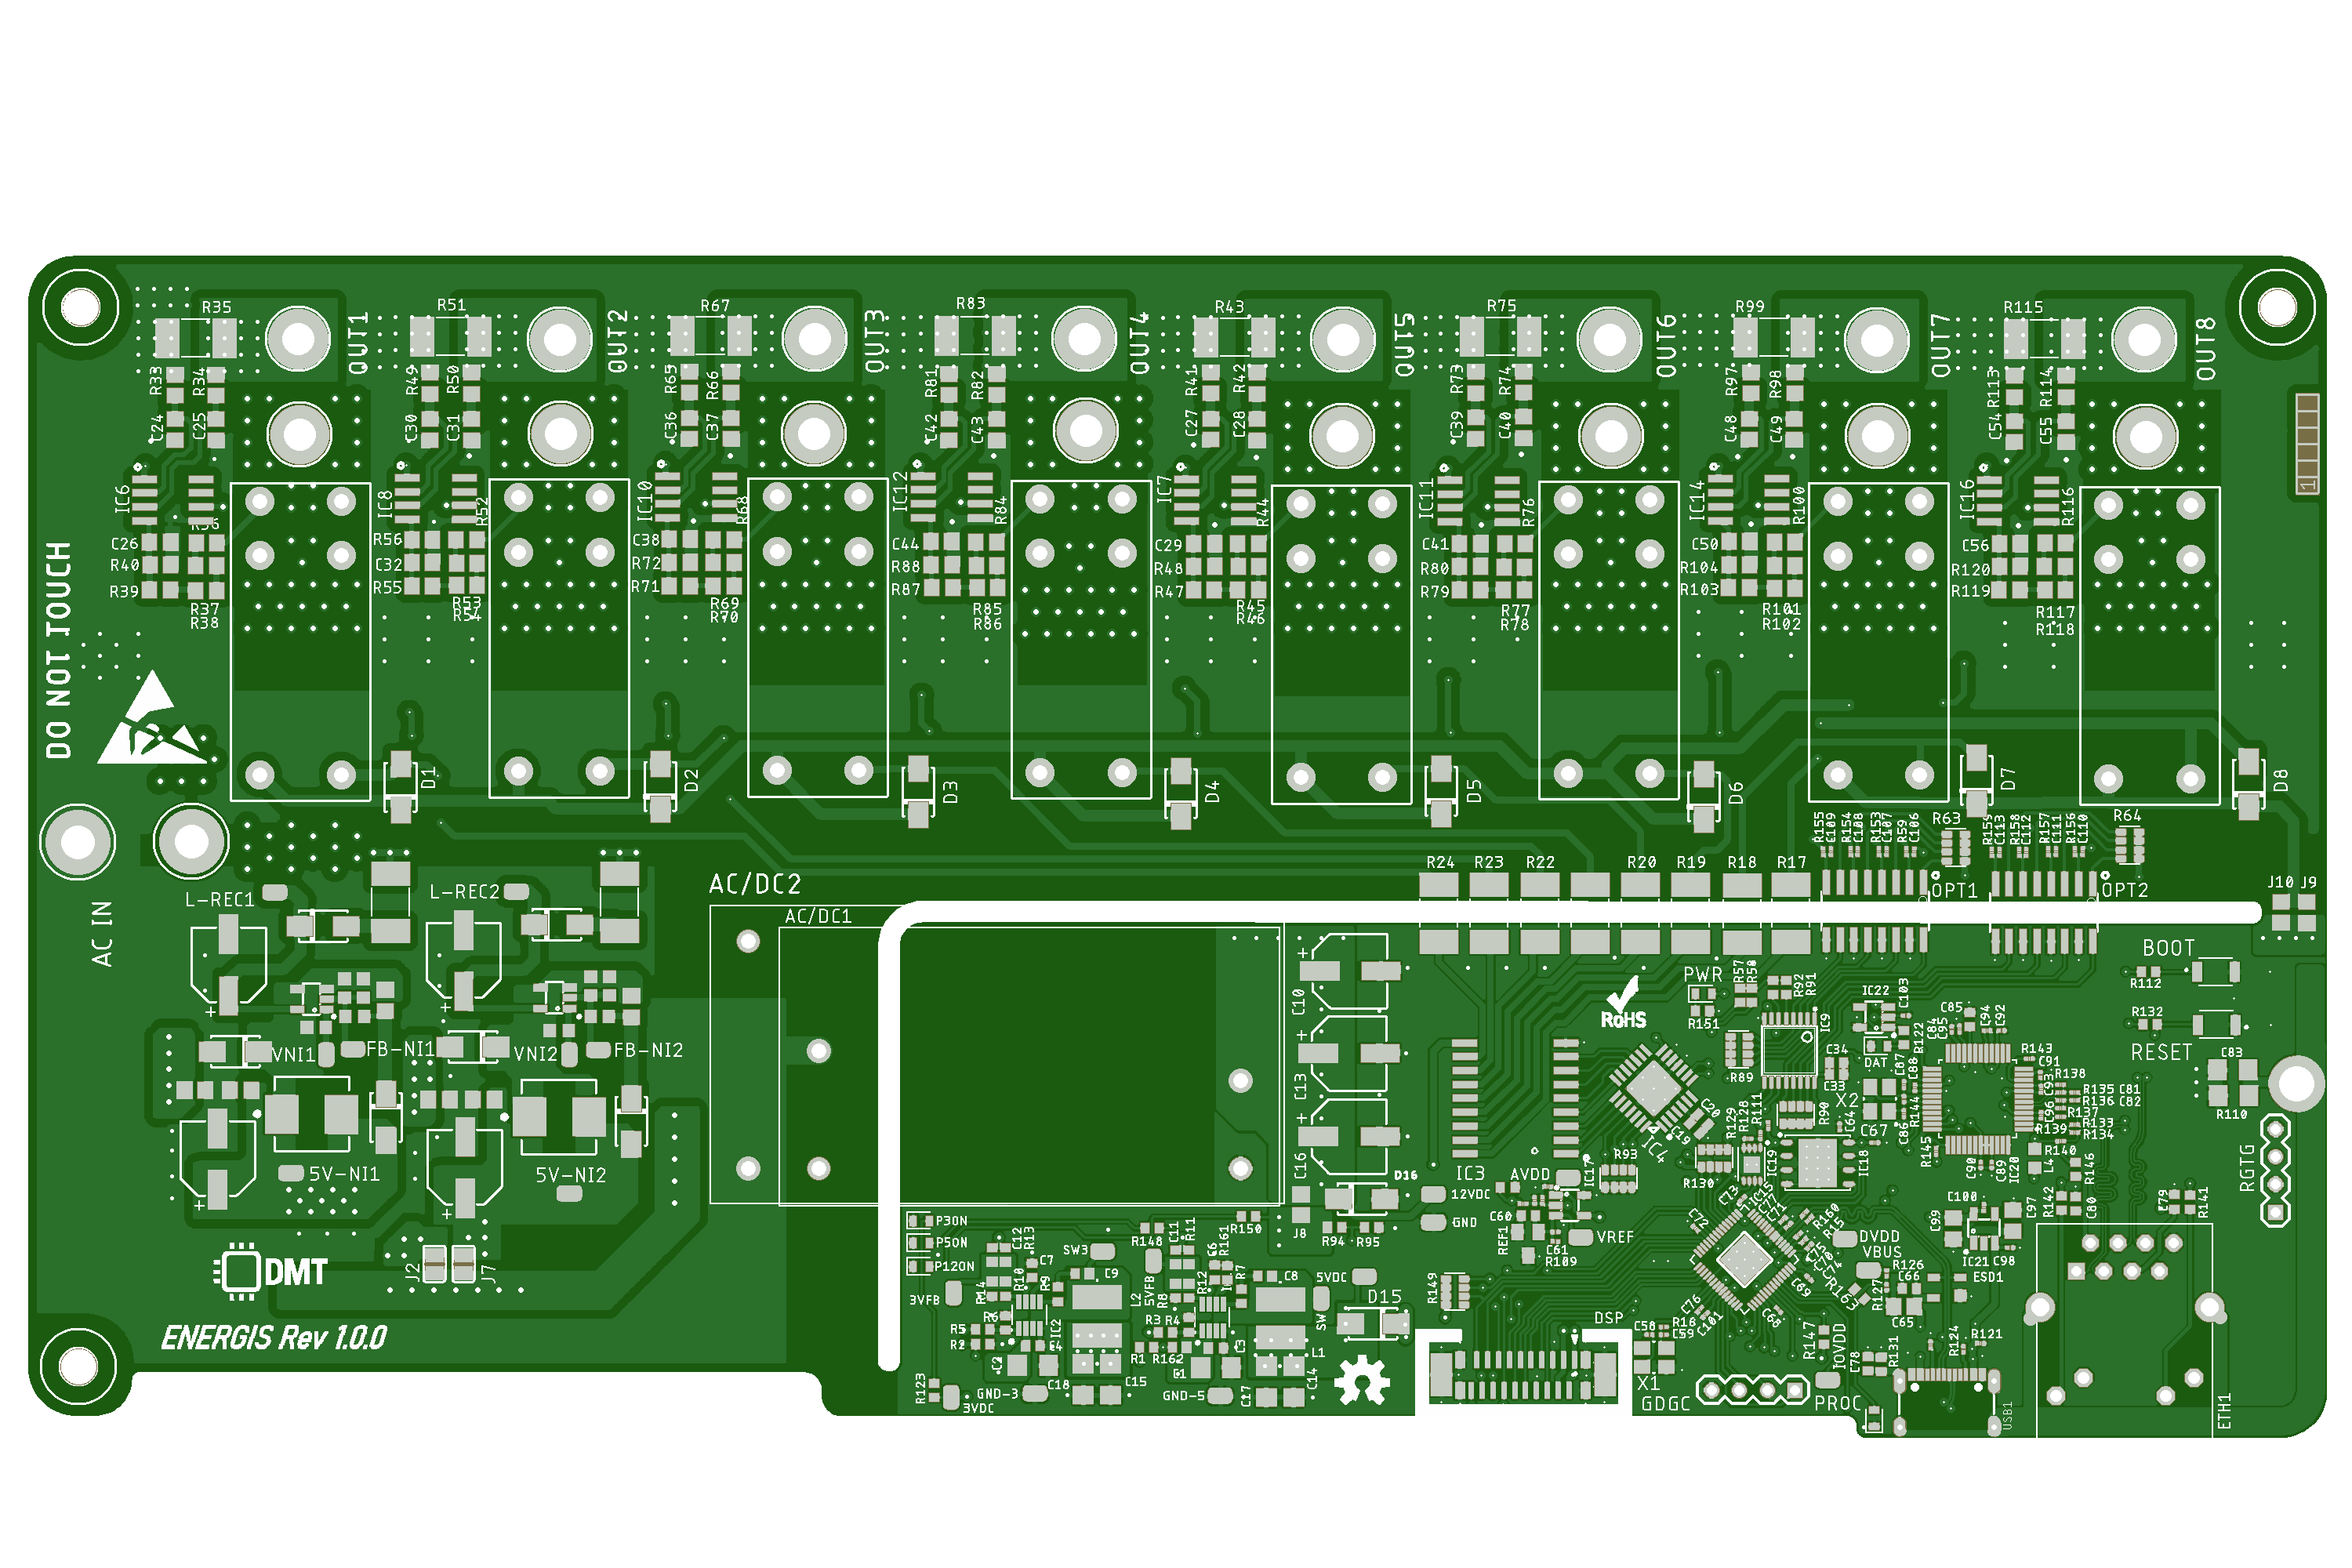 R35 R51 R67 R83 R43 R75 R99 R115
OUT1 OUT2 OUT3 OUT4 OUT5 OUT6 OUT7 OUT8
R33 R34 R49 R50 R65 R66 R81 R82 R41 R42 R73 R74 R97 R98 R113 R114
C24 C25 C30 C31 C36 C37 C42 C43 C27 C28 C39 C40 C48 C49 C54 C55
1
IC6 IC8 IC10 IC12 IC7 IC11 IC14 IC16
R36 R52 R68 R84 R44 R76 R100 R116
C26 R56 C38 C44 C29 C41 C50 C56
R40 C32 R72 R88 R48 R80 R104 R120
R39 R55 R71 R87 R47 R79 R103 R119
R37 R53 R69 R85 R45 R77 R101 R117
R38 R54 R70 R86 R46 R78 R102 R118
DO NOT TOUCH
D1 D2 D3 D4 D5 D6 D7 D8
R155 C109 R154 C108 R153 C107 R59 C106 R63 R159 C113 R158 C112 R157 C111 R156 C110 R64
R24 R23 R22 R20 R19 R18 R17
OPT1 OPT2 J10 J9
AC/DC2
AC/DC1
L-REC1 L-REC2
AC IN
BOOT
R112
R132
RESET
C10 C13 C16
RoHS
PWR R57 R58 R92 R91
R151 IC9
IC22 C103
DAT R122 C84 C95 C85 C94 C92
R89 C34 C33 X2 C87 C88
R143 C91 R138 C93
R135 C81
R136 C82
R137
R133
R134
C96 R139 R140
C83 R110
VNI1 FB-NI1 VNI2 FB-NI2
5V-NI1 5V-NI2
IC3 IC4 C19 C20 R129 R128 R111 R90 C64 C67 C86 R144 R145
R93 IC17 AVDD R130 IC19 IC18 C90 C89 IC20 L4 R146
RGTG
D16 12VDC GND
C60 REF1 C61 R109 VREF
C73 IC15 C77 C71 R160 R15 C72 C75 C74 C69 R163 C68 C76 C101
DVDD
VBUS
C99 C100 IC21 C98 C97 R142 C80 C79 R141
R126 C66 R127 C65 ESD1
P3ON
P5ON
P12ON
R150 J8 R94 R95
C12 R13 SW3 R148 C11 R111 C6 R161
R14 R10 C7 R9 C9 5VFB R12 R8 R7 C8 5VDC
3VFB R6 L2 R149
R5 R2 IC2 C4 C2 R3 R4 R1 R162 C1 C3 L1 SW
D15 DSP
C58 R16 C59 X1
R147 IOVDD C78 R131 R124 R121
R123 3VDC GND-3 C18 C15 GND-5 C17 C14
GDGC PROC USB1 ETH1
DMT
J2 J7
ENERGIS Rev 1.0.0